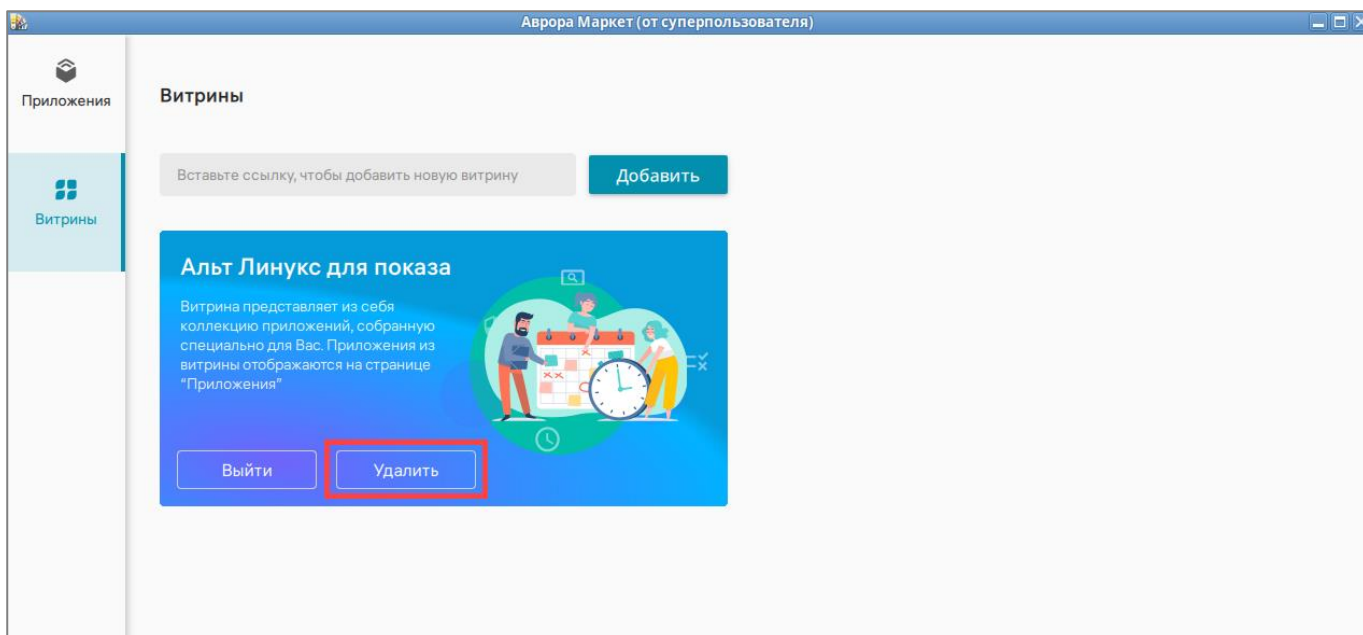 Аврора Маркет (от суперпользователя)
Приложения
Витрины
Витрины
Вставьте ссылку, чтобы добавить новую витрину
Добавить
Альт Линукс для показа
Витрина представляет из себя
коллекцию приложений, собранную
специально для Вас. Приложения из
витрины отображаются на странице
"Приложения"
Выйти
Удалить